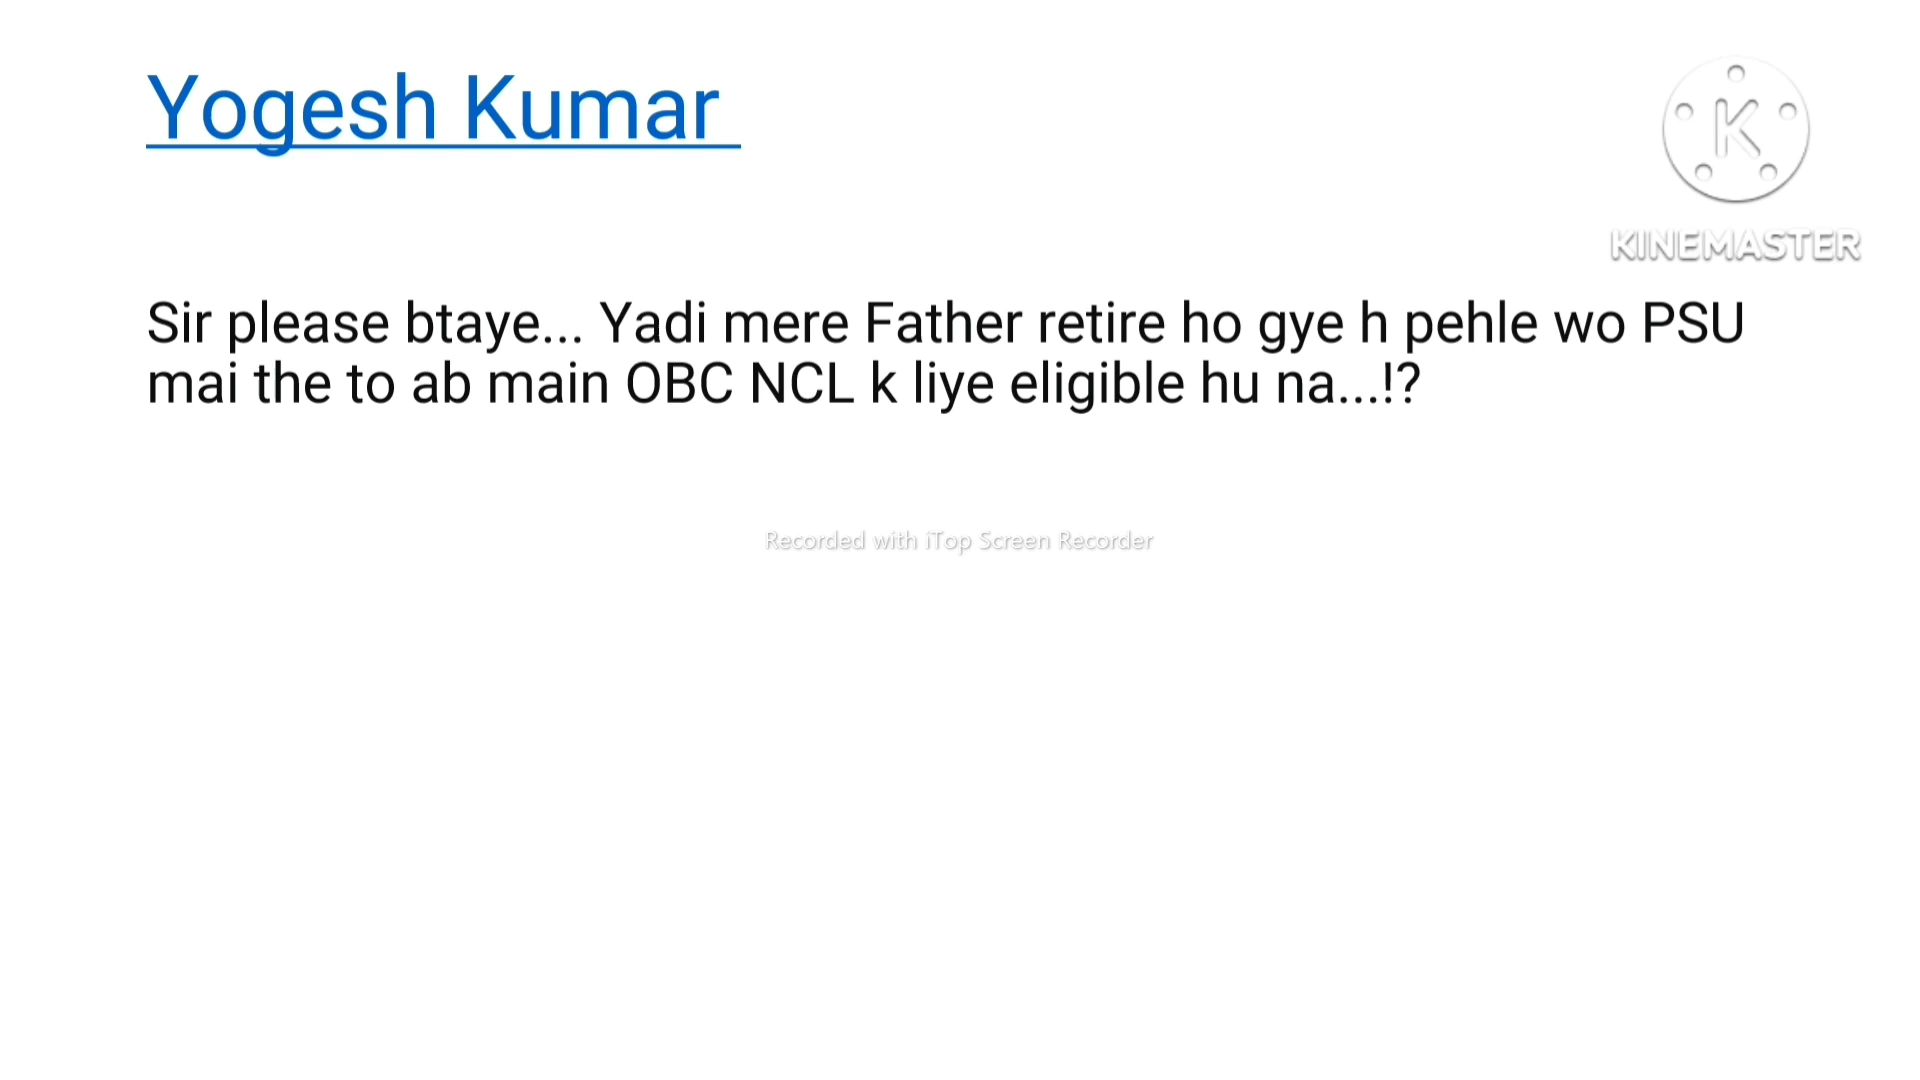 Yogesh Kumar
KINEMASTER
Sir please btaye... Yadi mere Father retire ho gye h pehle wo PSU
mai the to ab main OBC NCL k liye eligible hu na...!?
Recorded with iTop Screen Recorder